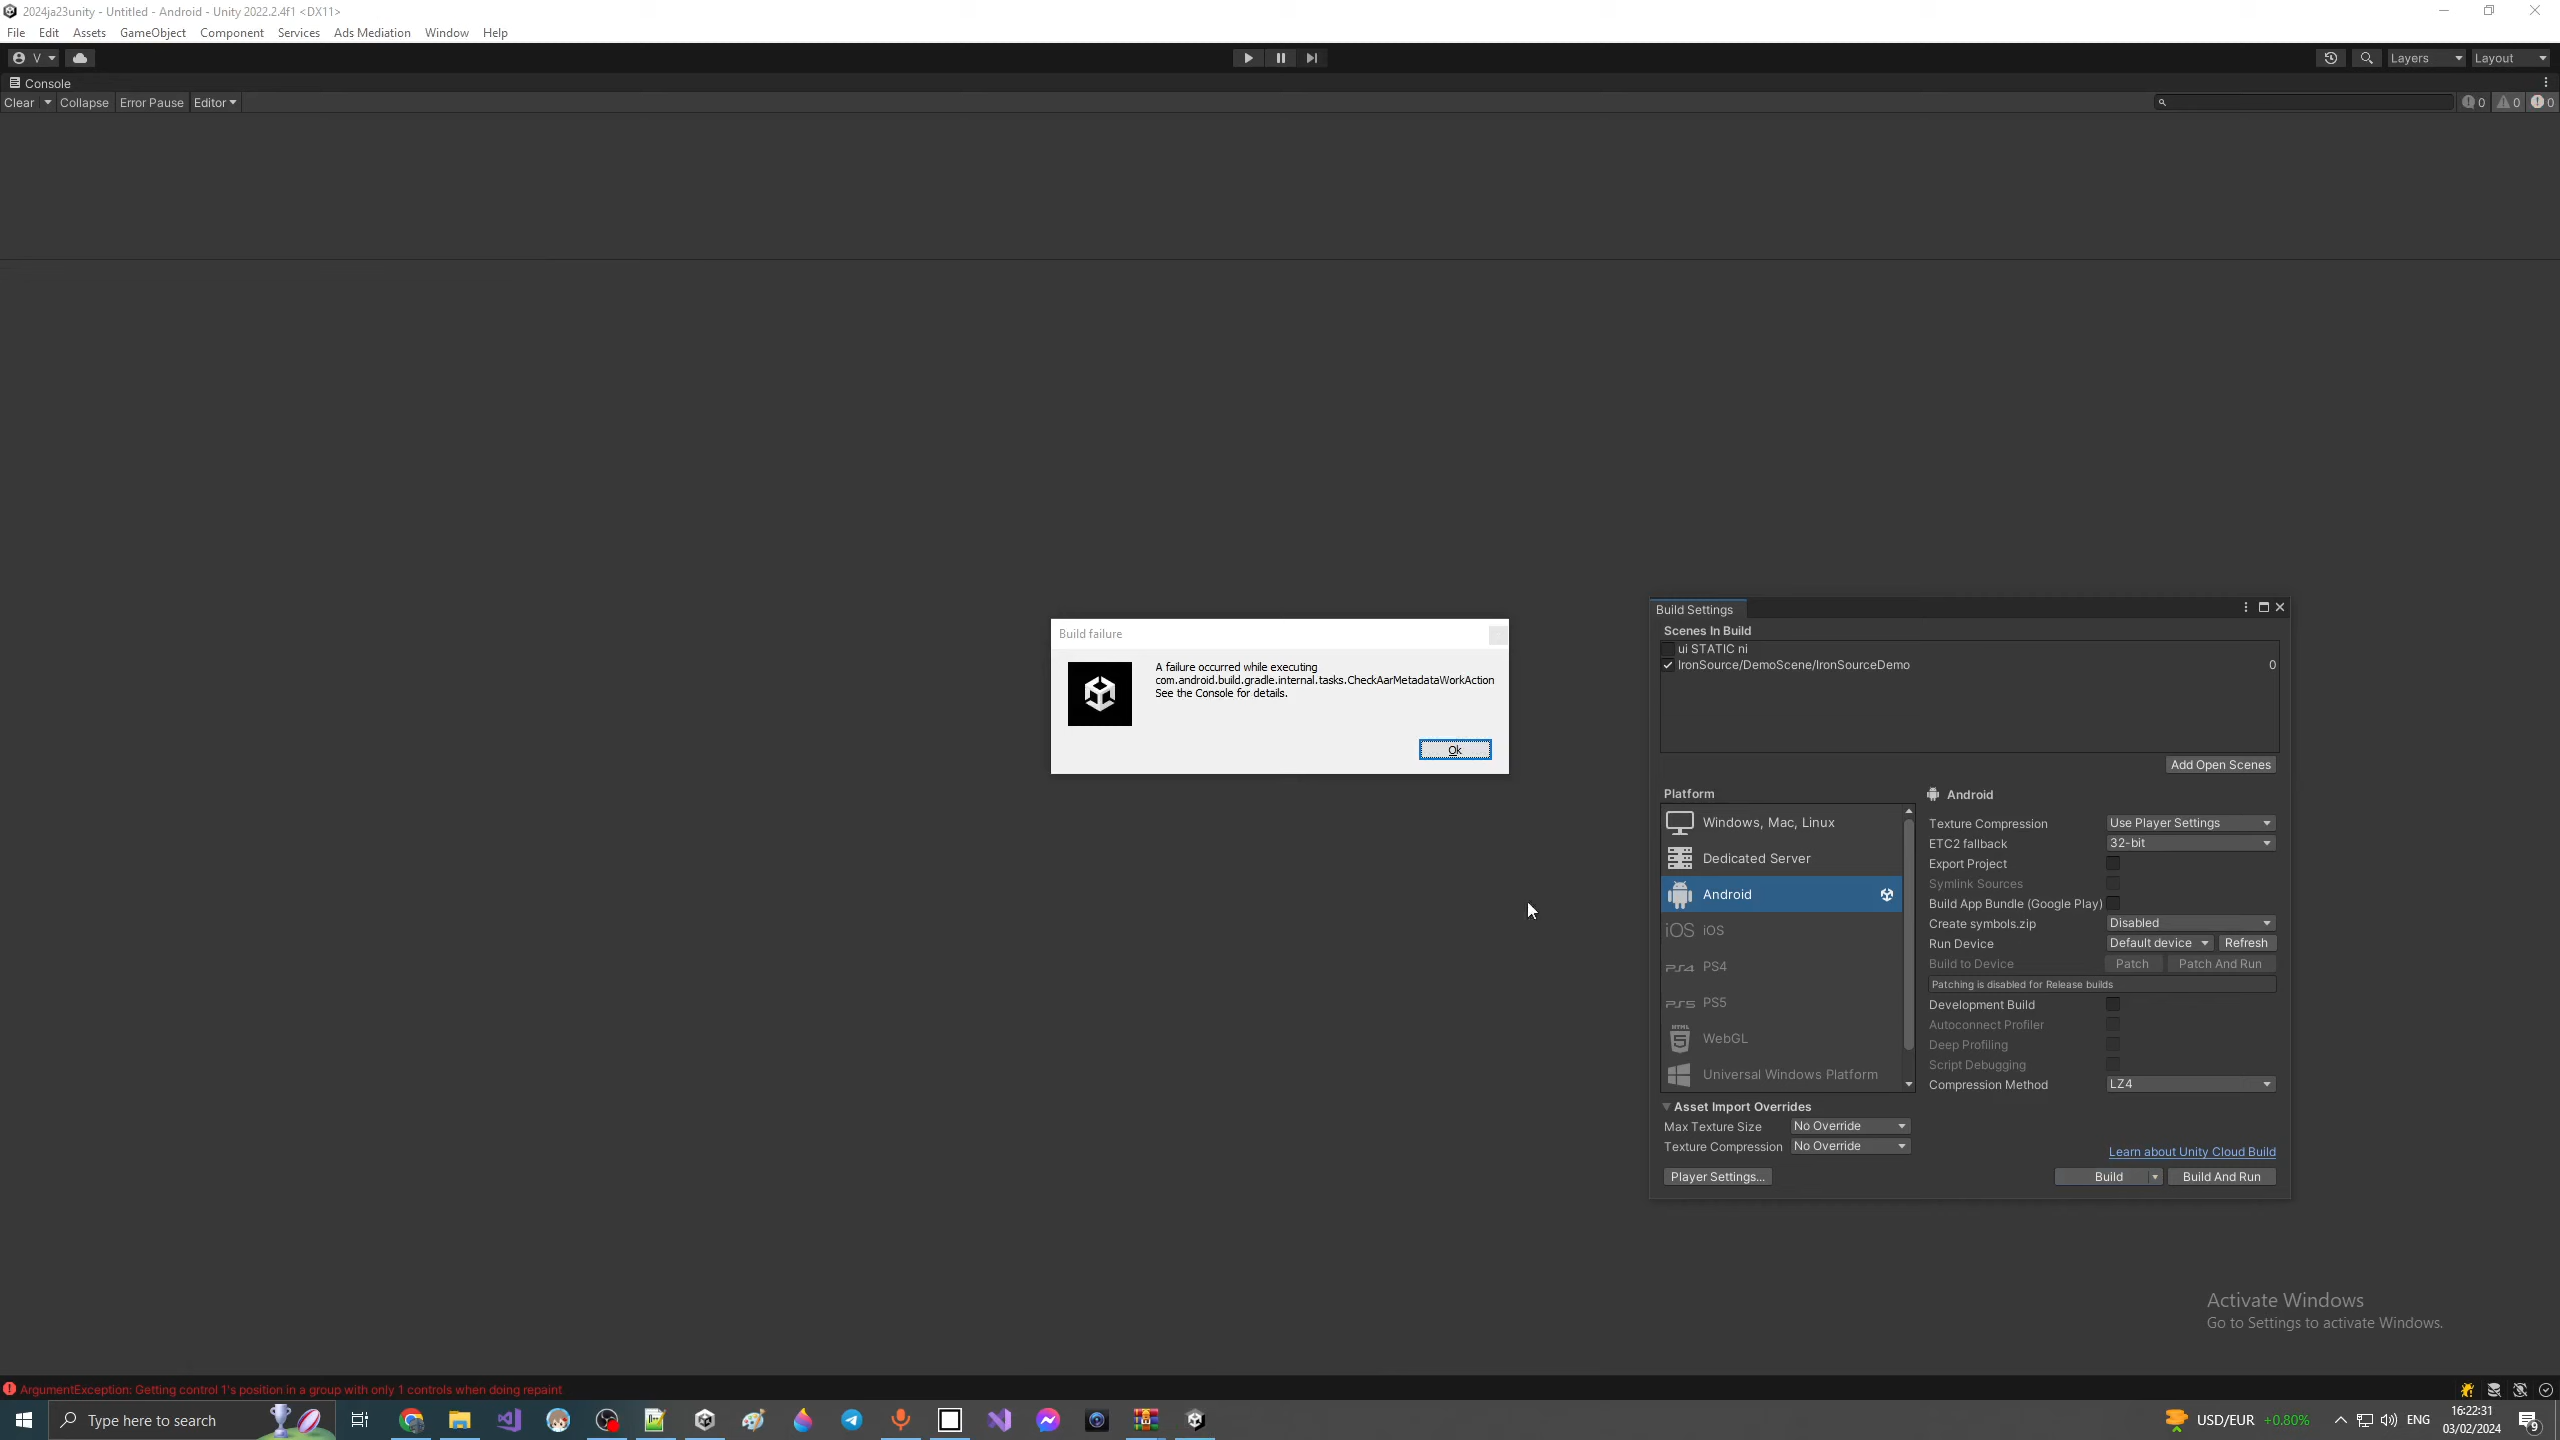 2024ja23unity - Untitled - Android - Unity 2022.2.4f1 <DX11>
File Edit Assets GameObject Component Services Ads Mediation Window Help
V
Layers Layout
Console
Clear Collapse Error Pause Editor
0 0 0
Build failure
A failure occurred while executing
com.android.build.gradle.internal.tasks.CheckAarMetadataWorkAction
See the Console for details.
Ok
Build Settings
Scenes In Build
ui STATIC ni
IronSource/DemoScene/IronSourceDemo 0
Add Open Scenes
Platform
Windows, Mac, Linux
Dedicated Server
Android
iOS iOS
PS4 PS4
PS5 PS5
HTML 5 WebGL
Universal Windows Platform
Android
Texture Compression Use Player Settings
ETC2 fallback 32-bit
Export Project
Symlink Sources
Build App Bundle (Google Play)
Create symbols.zip Disabled
Run Device Default device Refresh
Build to Device Patch Patch And Run
Patching is disabled for Release builds
Development Build
Autoconnect Profiler
Deep Profiling
Script Debugging
Compression Method LZ4
Asset Import Overrides
Max Texture Size No Override
Texture Compression No Override
Learn about Unity Cloud Build
Player Settings... Build Build And Run
Activate Windows
Go to Settings to activate Windows.
ArgumentException: Getting control 1's position in a group with only 1 controls when doing repaint
Type here to search
USD/EUR +0.80%
ENG
16:22:31
03/02/2024
9